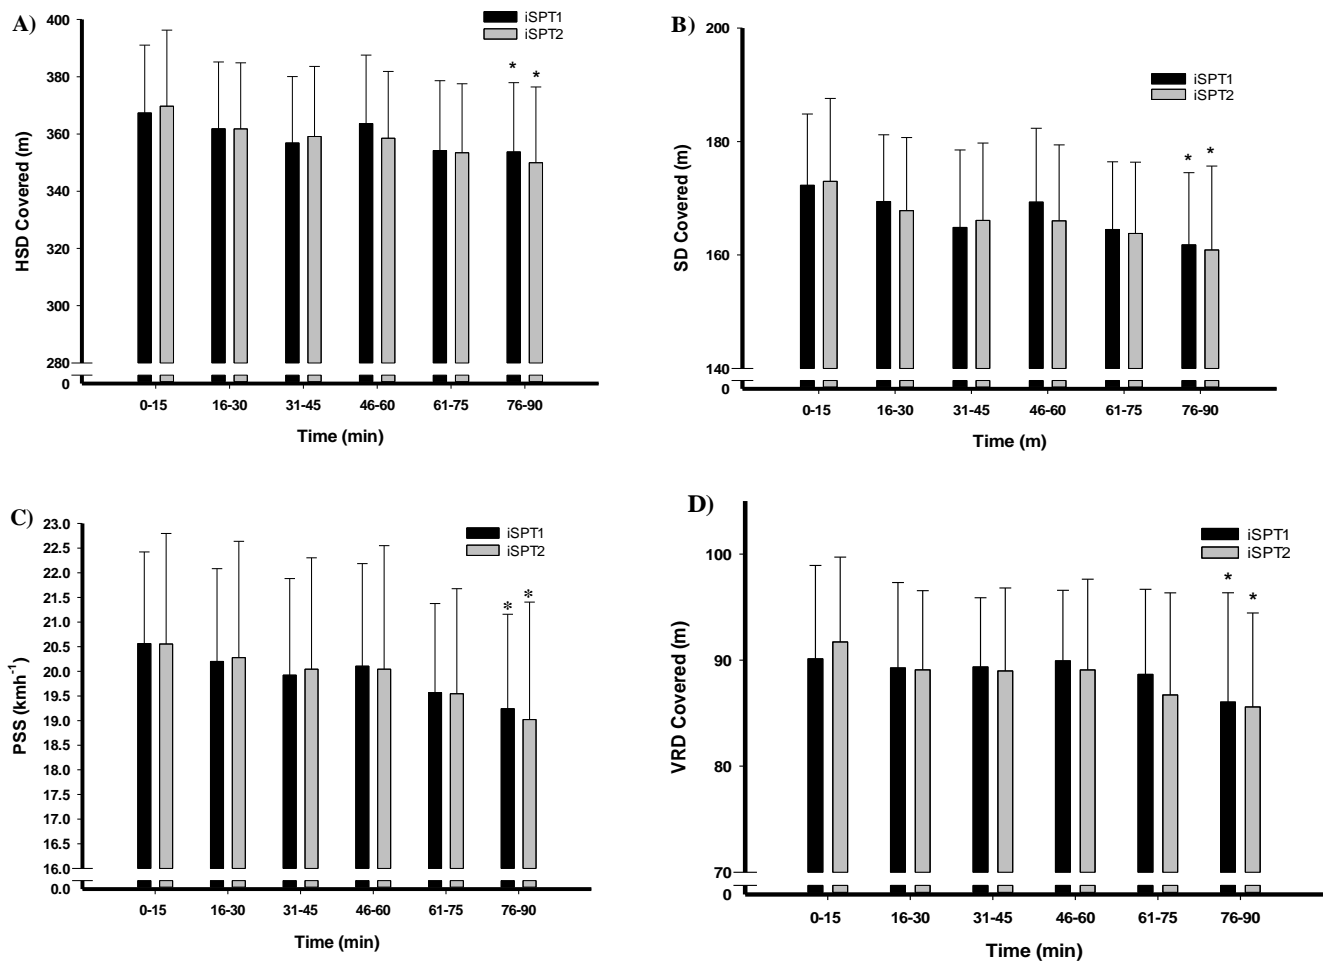 A)
iSPT1
iSPT2
400
380
360
340
320
300
280
0
HSD Covered (m)
* *
0-15 16-30 31-45 46-60 61-75 76-90
Time (min)
B)
iSPT1
iSPT2
200
180
160
140
0
SD Covered (m)
* *
0-15 16-30 31-45 46-60 61-75 76-90
Time (m)
C)
iSPT1
iSPT2
23.0
22.5
22.0
21.5
21.0
20.5
20.0
19.5
19.0
18.5
18.0
17.5
17.0
16.5
16.0
0.0
PSS (kmh-1)
* *
0-15 16-30 31-45 46-60 61-75 76-90
Time (min)
D)
iSPT1
iSPT2
100
90
80
70
0
VRD Covered (m)
* *
0-15 16-30 31-45 46-60 61-75 76-90
Time (min)